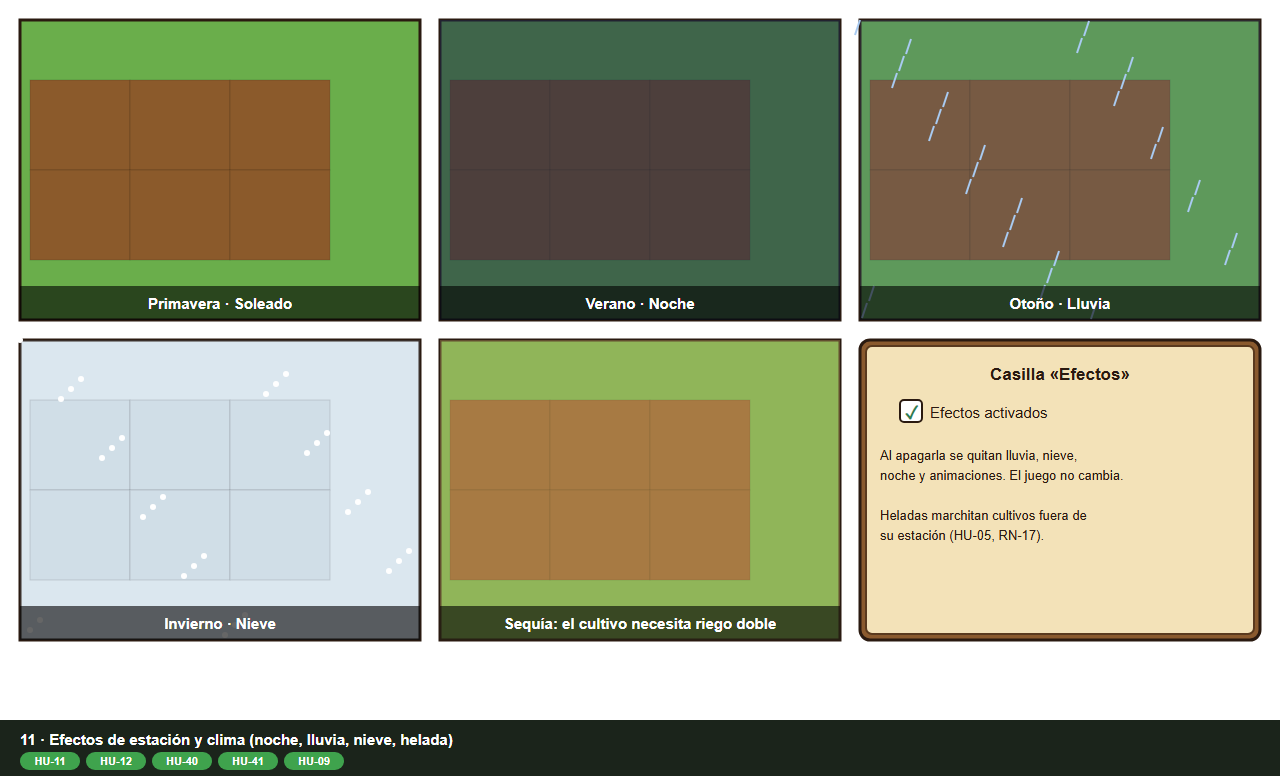 Primavera · Soleado
Verano · Noche
Otoño · Lluvia
Invierno · Nieve
Sequía: el cultivo necesita riego doble
Casilla «Efectos»
Efectos activados
Al apagarla se quitan lluvia, nieve,
noche y animaciones. El juego no cambia.
Heladas marchitan cultivos fuera de
su estación (HU-05, RN-17).
11 · Efectos de estación y clima (noche, lluvia, nieve, helada)
HU-11
HU-12
HU-40
HU-41
HU-09